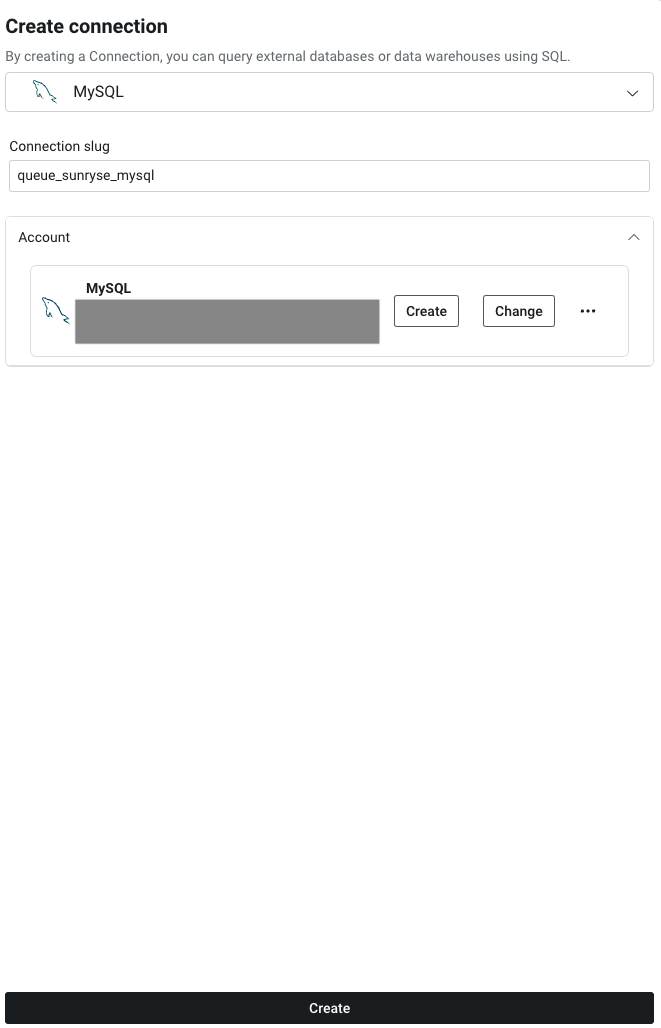 Create connection
By creating a Connection, you can query external databases or data warehouses using SQL.
MySQL
Connection slug
queue_sunryse_mysql
Account
MySQL
Create
Change
Create